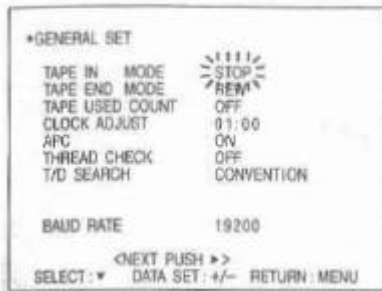 *GENERAL SET
TAPE IN MODE STOP
TAPE END MODE REW
TAPE USED COUNT OFF
CLOCK ADJUST 01:00
APC ON
THREAD CHECK OFF
T/D SEARCH CONVENTION
BAUD RATE 19200
<NEXT PUSH ►>
SELECT:▼ DATA SET:+/− RETURN:MENU